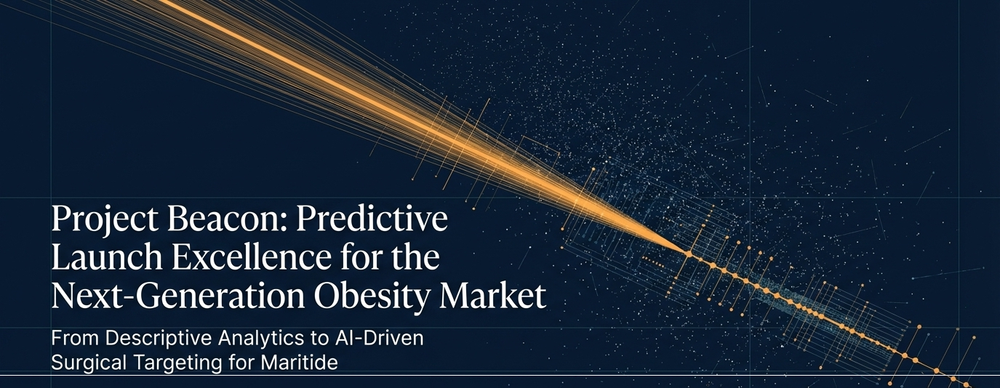 Project Beacon: Predictive
Launch Excellence for the
Next-Generation Obesity Market
From Descriptive Analytics to AI-Driven
Surgical Targeting for Maritide